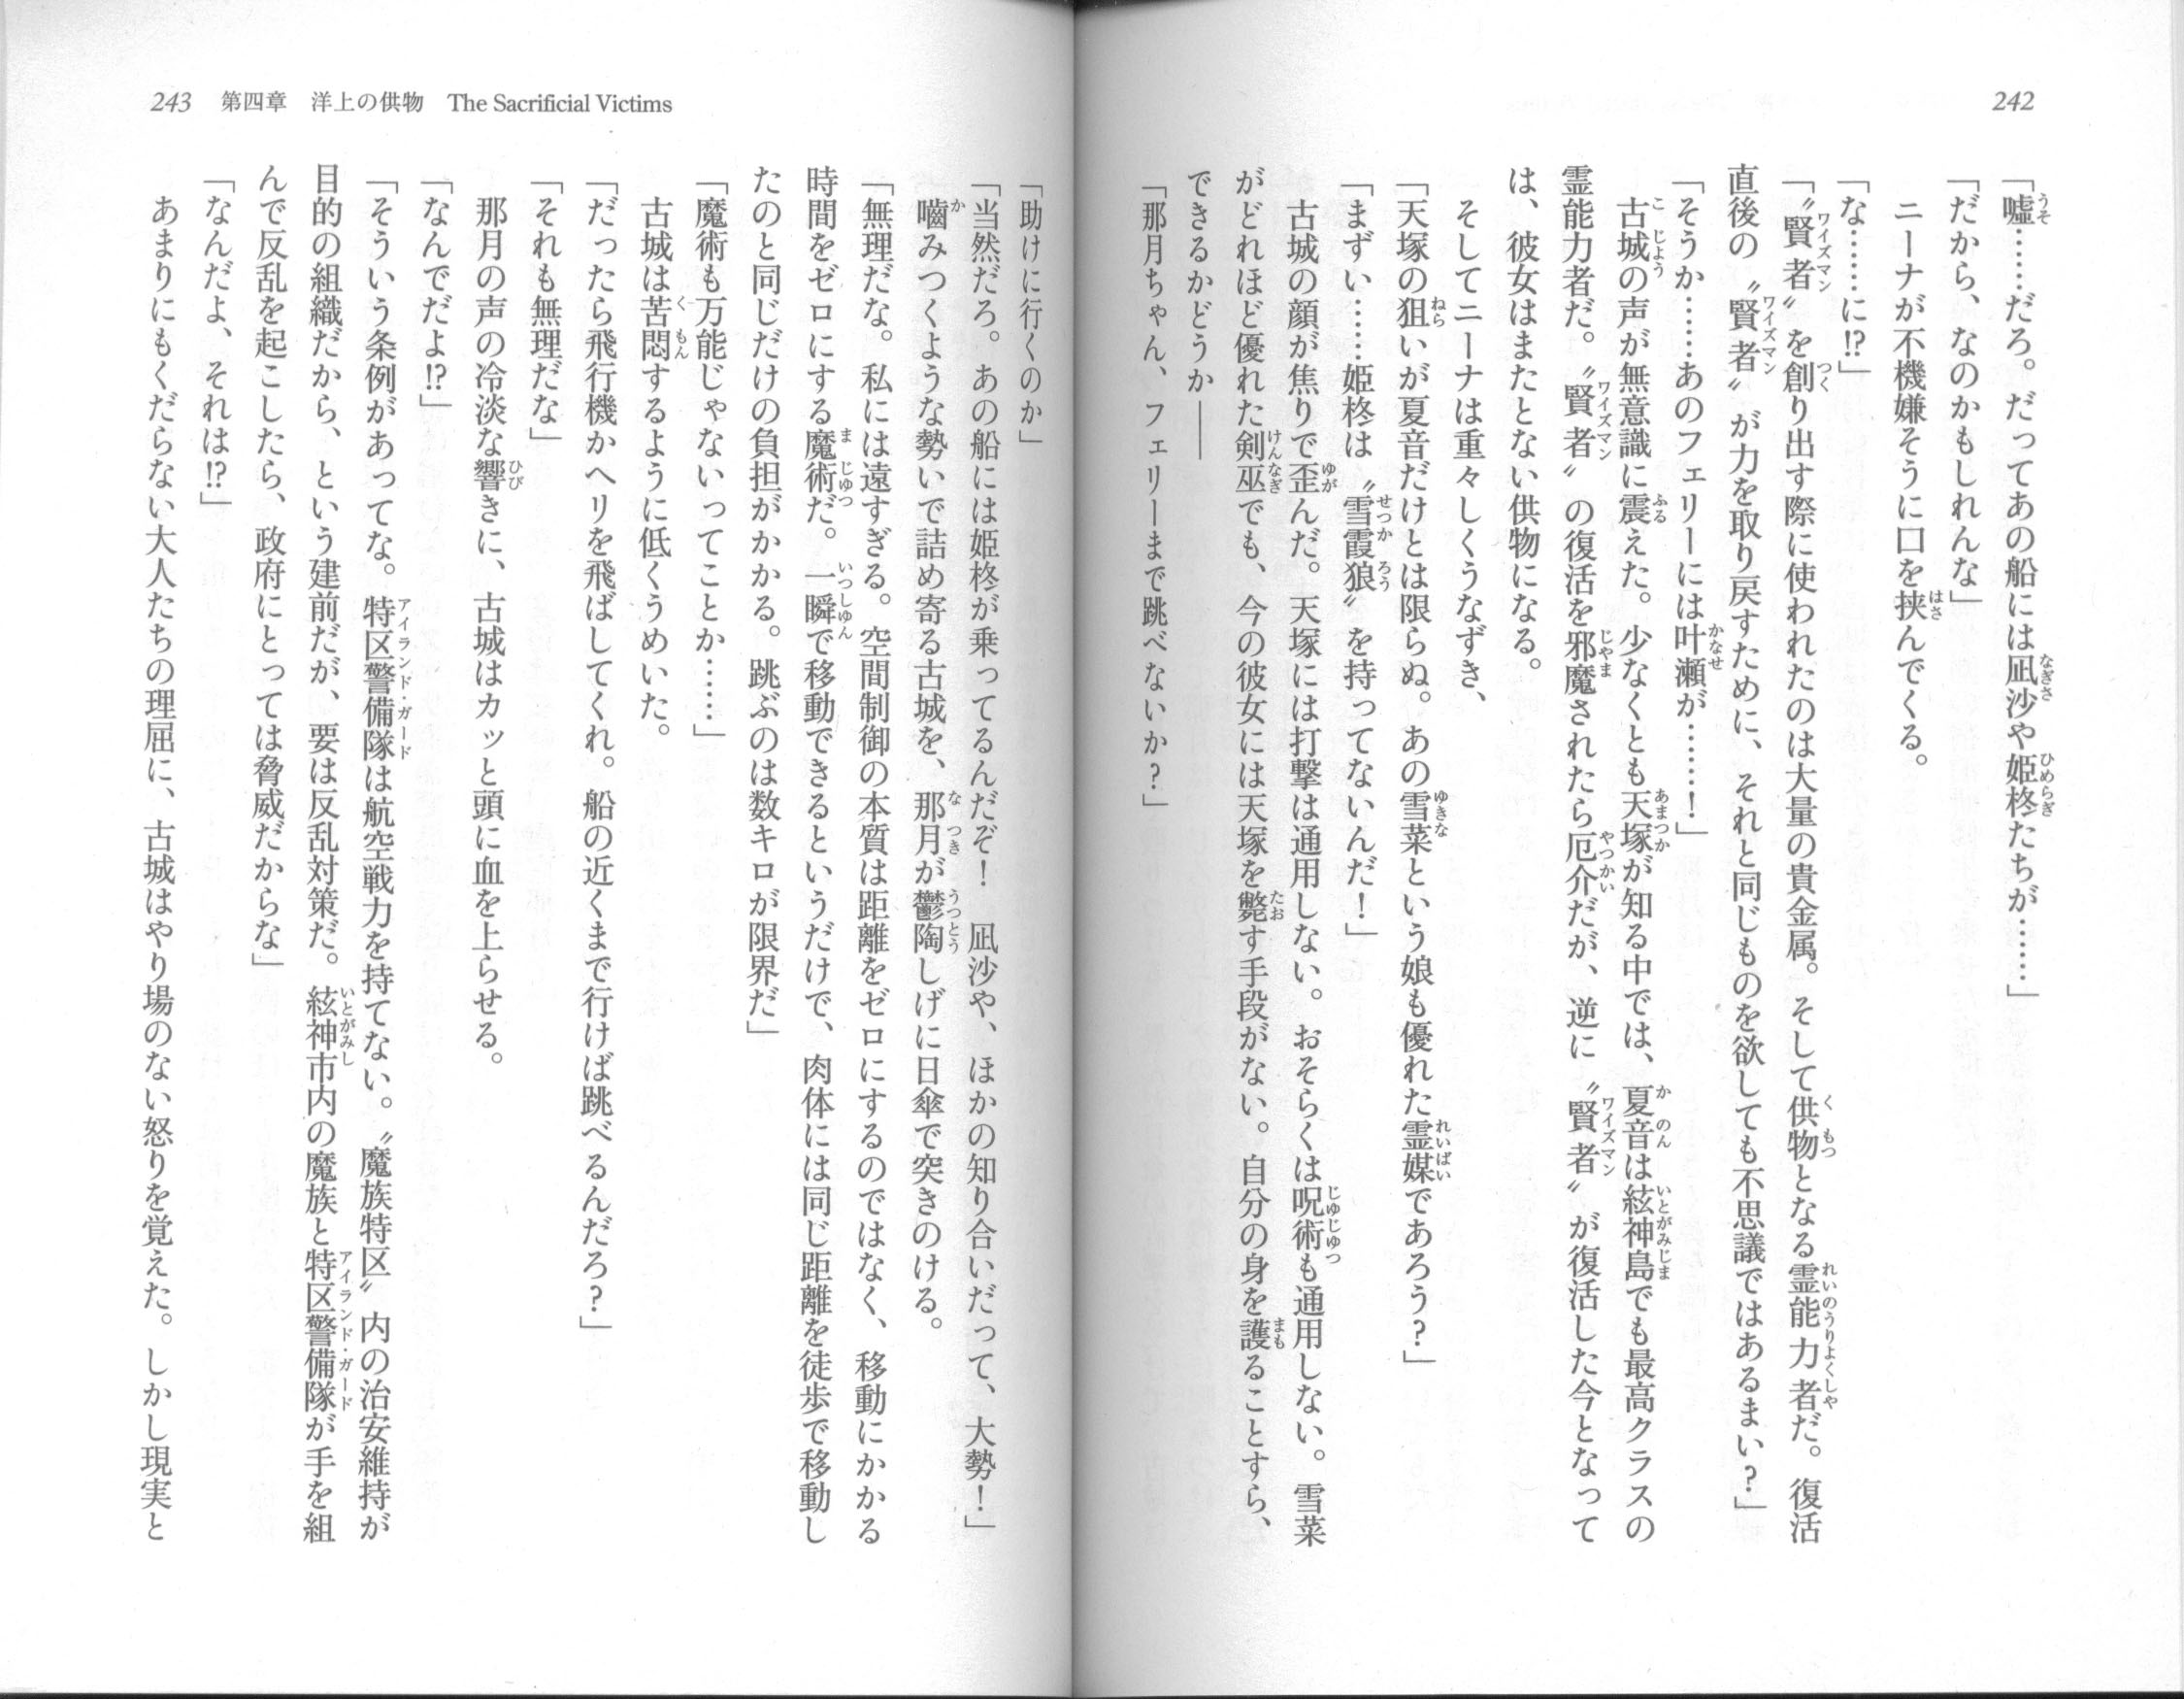 242
「嘘……だろ。だってあの船には凪沙や姫柊たちが……」
「だから、なのかもしれんな」
ニーナが不機嫌そうに口を挟んでくる。
「な……に!?」
「〝賢者〟を創り出す際に使われたのは大量の貴金属。そして供物となる霊能力者だ。復活
直後の〝賢者〟が力を取り戻すために、それと同じものを欲しても不思議ではあるまい?」
「そうか……あのフェリーには叶瀬が……!」
古城の声が無意識に震えた。少なくとも天塚が知る中では、夏音は絃神島でも最高クラスの
霊能力者だ。〝賢者〟の復活を邪魔されたら厄介だが、逆に〝賢者〟が復活した今となって
は、彼女はまたとない供物になる。
そしてニーナは重々しくうなずき、
「天塚の狙いが夏音だけとは限らぬ。あの雪菜という娘も優れた霊媒であろう?」
「まずい……姫柊は〝雪霞狼〟を持ってないんだ!」
古城の顔が焦りで歪んだ。天塚には打撃は通用しない。おそらくは呪術も通用しない。雪菜
がどれほど優れた剣巫でも、今の彼女には天塚を斃す手段がない。自分の身を護ることすら、
できるかどうか――
「那月ちゃん、フェリーまで跳べないか?」
243 第四章 洋上の供物 The Sacrificial Victims
「助けに行くのか」
「当然だろ。あの船には姫柊が乗ってるんだぞ! 凪沙や、ほかの知り合いだって、大勢!」
嚙みつくような勢いで詰め寄る古城を、那月が鬱陶しげに日傘で突きのける。
「無理だな。私には遠すぎる。空間制御の本質は距離をゼロにするのではなく、移動にかかる
時間をゼロにする魔術だ。一瞬で移動できるというだけで、肉体には同じ距離を徒歩で移動し
たのと同じだけの負担がかかる。跳ぶのは数キロが限界だ」
「魔術も万能じゃないってことか……」
古城は苦悶するように低くうめいた。
「だったら飛行機かヘリを飛ばしてくれ。船の近くまで行けば跳べるんだろ?」
「それも無理だな」
那月の声の冷淡な響きに、古城はカッと頭に血を上らせる。
「なんでだよ!?」
「そういう条例があってな。特区警備隊は航空戦力を持てない。〝魔族特区〟内の治安維持が
目的の組織だから、という建前だが、要は反乱対策だ。絃神市内の魔族と特区警備隊が手を組
んで反乱を起こしたら、政府にとっては脅威だからな」
「なんだよ、それは!?」
あまりにもくだらない大人たちの理屈に、古城はやり場のない怒りを覚えた。しかし現実と